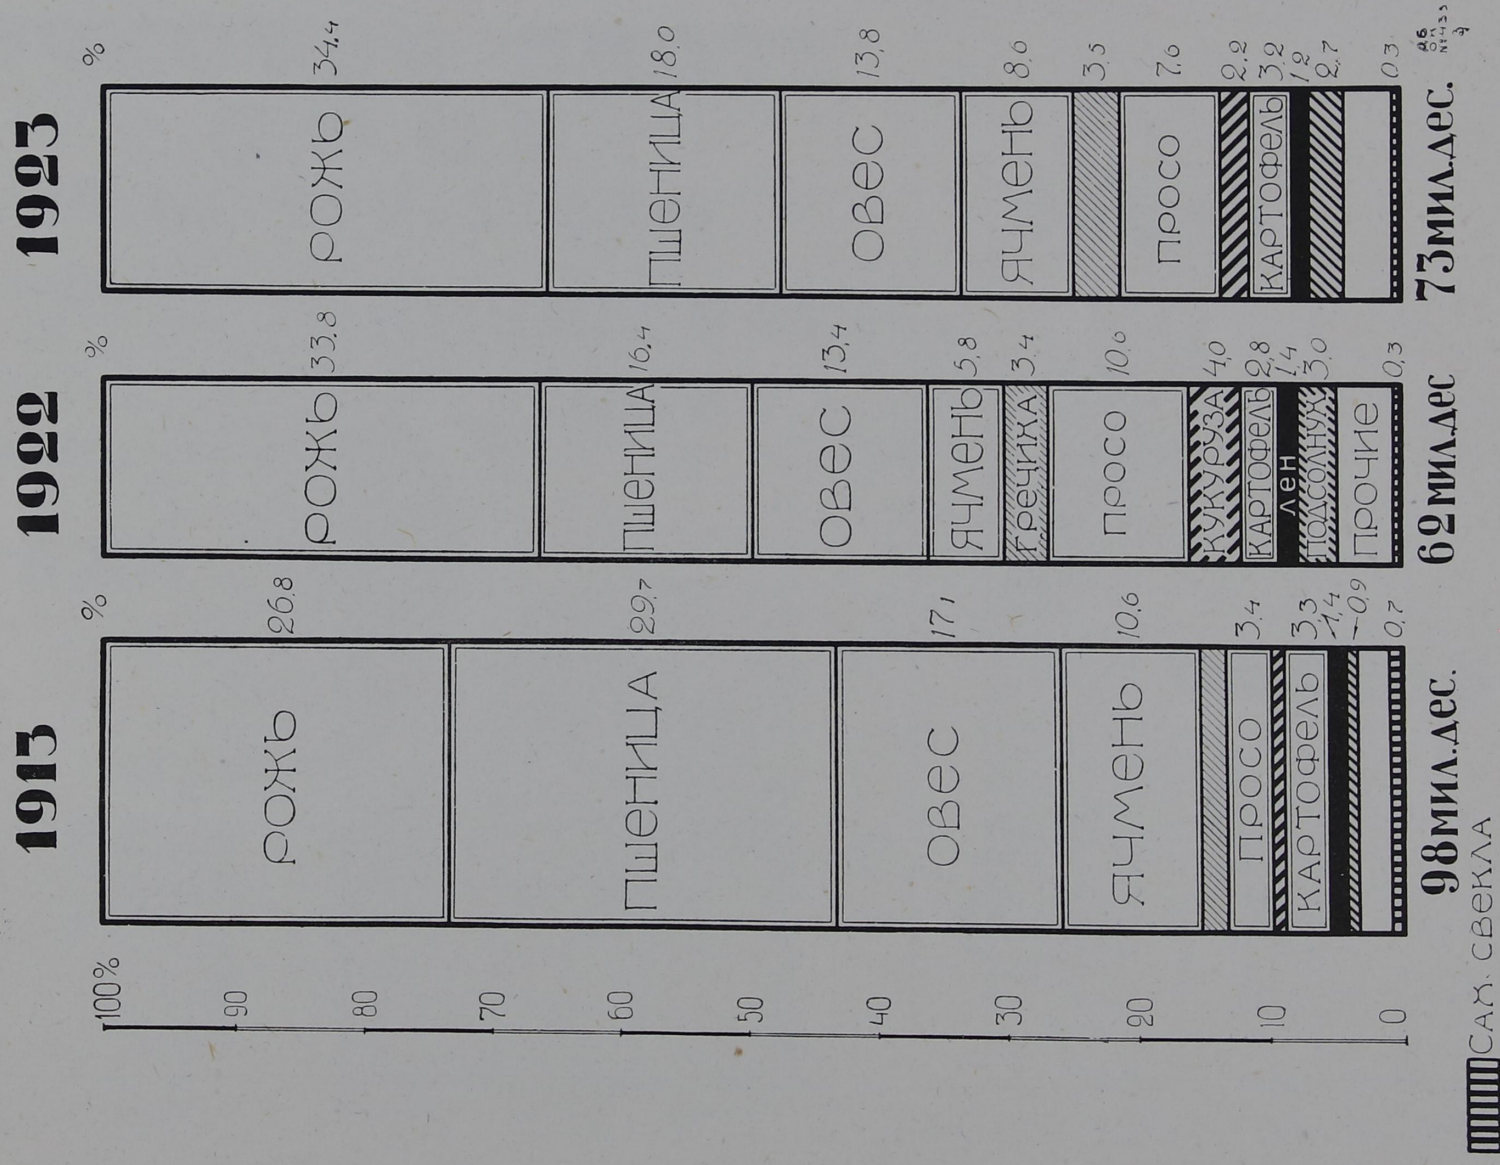 1913
1922
1923
%
%
%
100%
90
80
70
60
50
40
30
20
10
0
РОЖЬ
26.8
ПШЕНИЦА
29.7
ОВЕС
17,1
ЯЧМЕНЬ
10,6
ПРОСО
3.4
КАРТОФЕЛЬ
3,3
1,4
0,9
0,7
98 мил. дес.
РОЖЬ
33.8
ПШЕНИЦА
16,4
ОВЕС
13,4
ЯЧМЕНЬ
5,8
ГРЕЧИХА
3.4
ПРОСО
10,0
КУКУРУЗА
4,0
КАРТОФЕЛЬ
2,8
ЛЕН
1,4
ПОДСОЛНУХ
3,0
ПРОЧИЕ
0,3
62 мил. дес
РОЖЬ
34.4
ПШЕНИЦА
18,0
ОВЕС
13,8
ЯЧМЕНЬ
8,0
3,5
ПРОСО
7,6
2,2
КАРТОФЕЛЬ
3,2
1,2
2,7
0,3
73 мил. дес.
САХ. СВЕКЛА